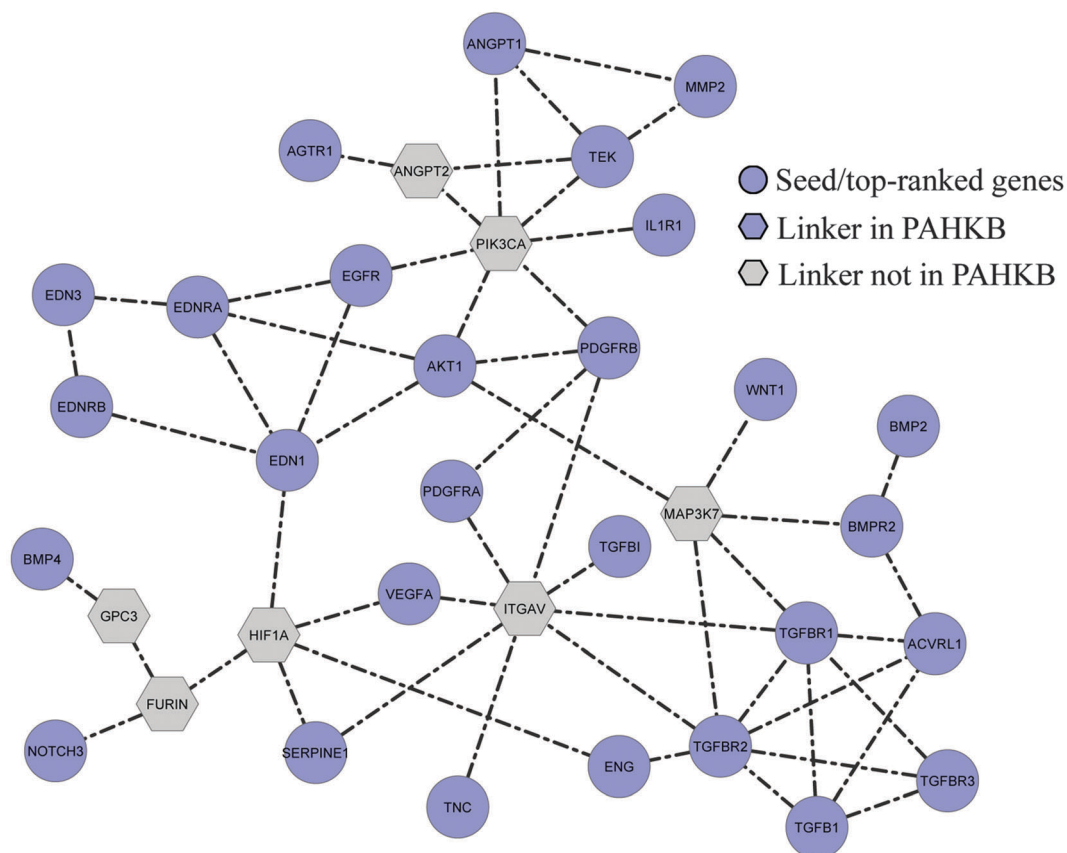 ANGPT1
MMP2
AGTR1
ANGPT2
TEK
Seed/top-ranked genes
Linker in PAHKB
Linker not in PAHKB
IL1R1
PIK3CA
EGFR
EDN3
EDNRA
PDGFRB
AKT1
WNT1
EDNRB
BMP2
EDN1
PDGFRA
MAP3K7
BMPR2
TGFBI
BMP4
VEGFA
ITGAV
GPC3
HIF1A
TGFBR1
ACVRL1
FURIN
NOTCH3
SERPINE1
ENG
TGFBR2
TGFBR3
TNC
TGFB1